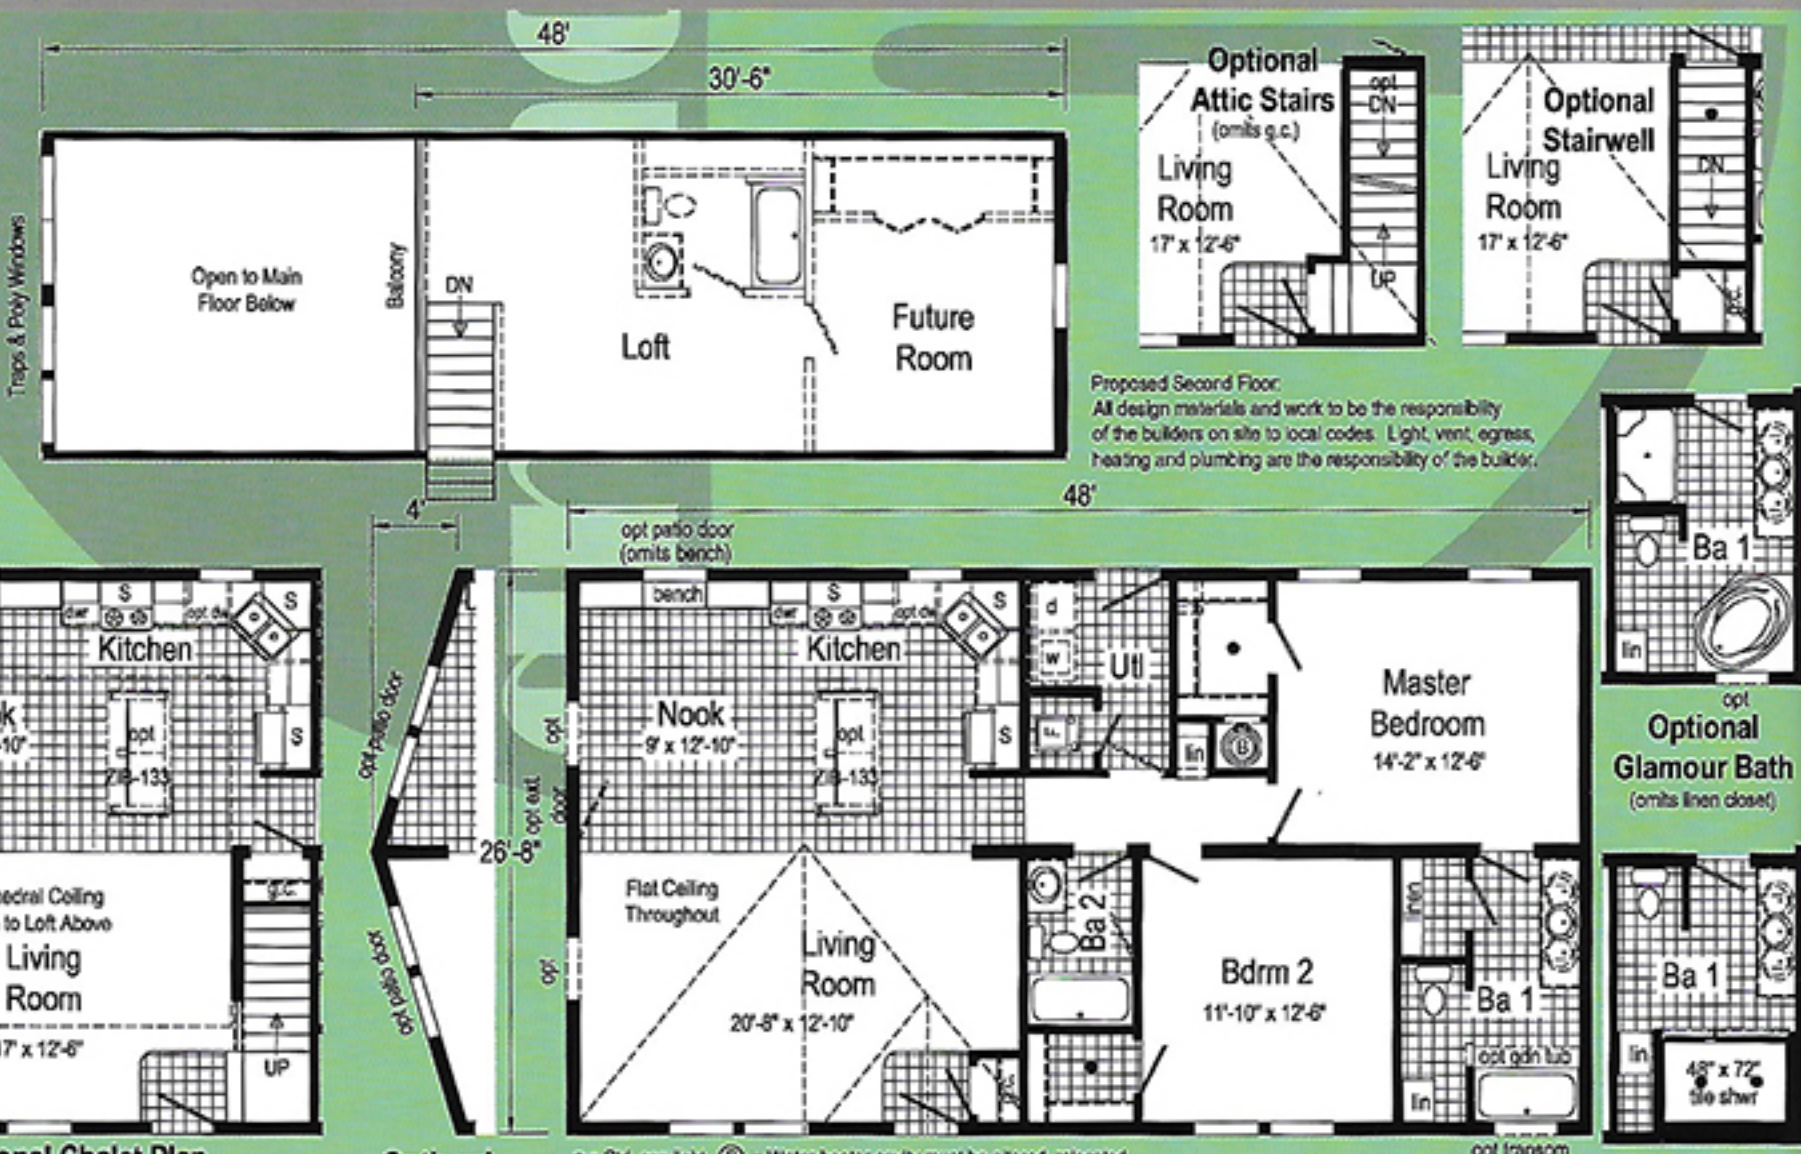 48'
30'-6"
Optional
Attic Stairs
(omits g.c.)
opt
DN
Living
Room
17' x 12'-6"
UP
Optional
Stairwell
Living
Room
17' x 12'-6"
DN
g.c.
Traps & Poly Windows
Open to Main
Floor Below
Balcony
DN
Loft
Future
Room
Proposed Second Floor:
All design materials and work to be the responsibility
of the builders on site to local codes. Light, vent, egress,
heating and plumbing are the responsibility of the builder.
4'
48'
opt patio door
(omits bench)
Ba 1
lin
opt
Optional
Glamour Bath
(omits linen closet)
dwr
S
opt. dw
S
Kitchen
opt
ZIB-133
S
-10"
Ceiling
to Loft Above
Living
Room
17' x 12'-6"
g.c.
UP
opt patio door
opt patio door
26'-8"
opt
opt ext
door
opt
bench
dwr
S
opt. dw
S
Kitchen
Nook
9' x 12'-10"
opt
ZIB-133
S
d
w
Utl
lin
B
Master
Bedroom
14'-2" x 12'-6"
Flat Ceiling
Throughout
Living
Room
20'-8" x 12'-10"
g.c.
Ba 2
Bdrm 2
11'-10" x 12'-6"
linen
Ba 1
opt gdn tub
lin
Ba 1
lin
48" x 72"
tile shwr
opt transom